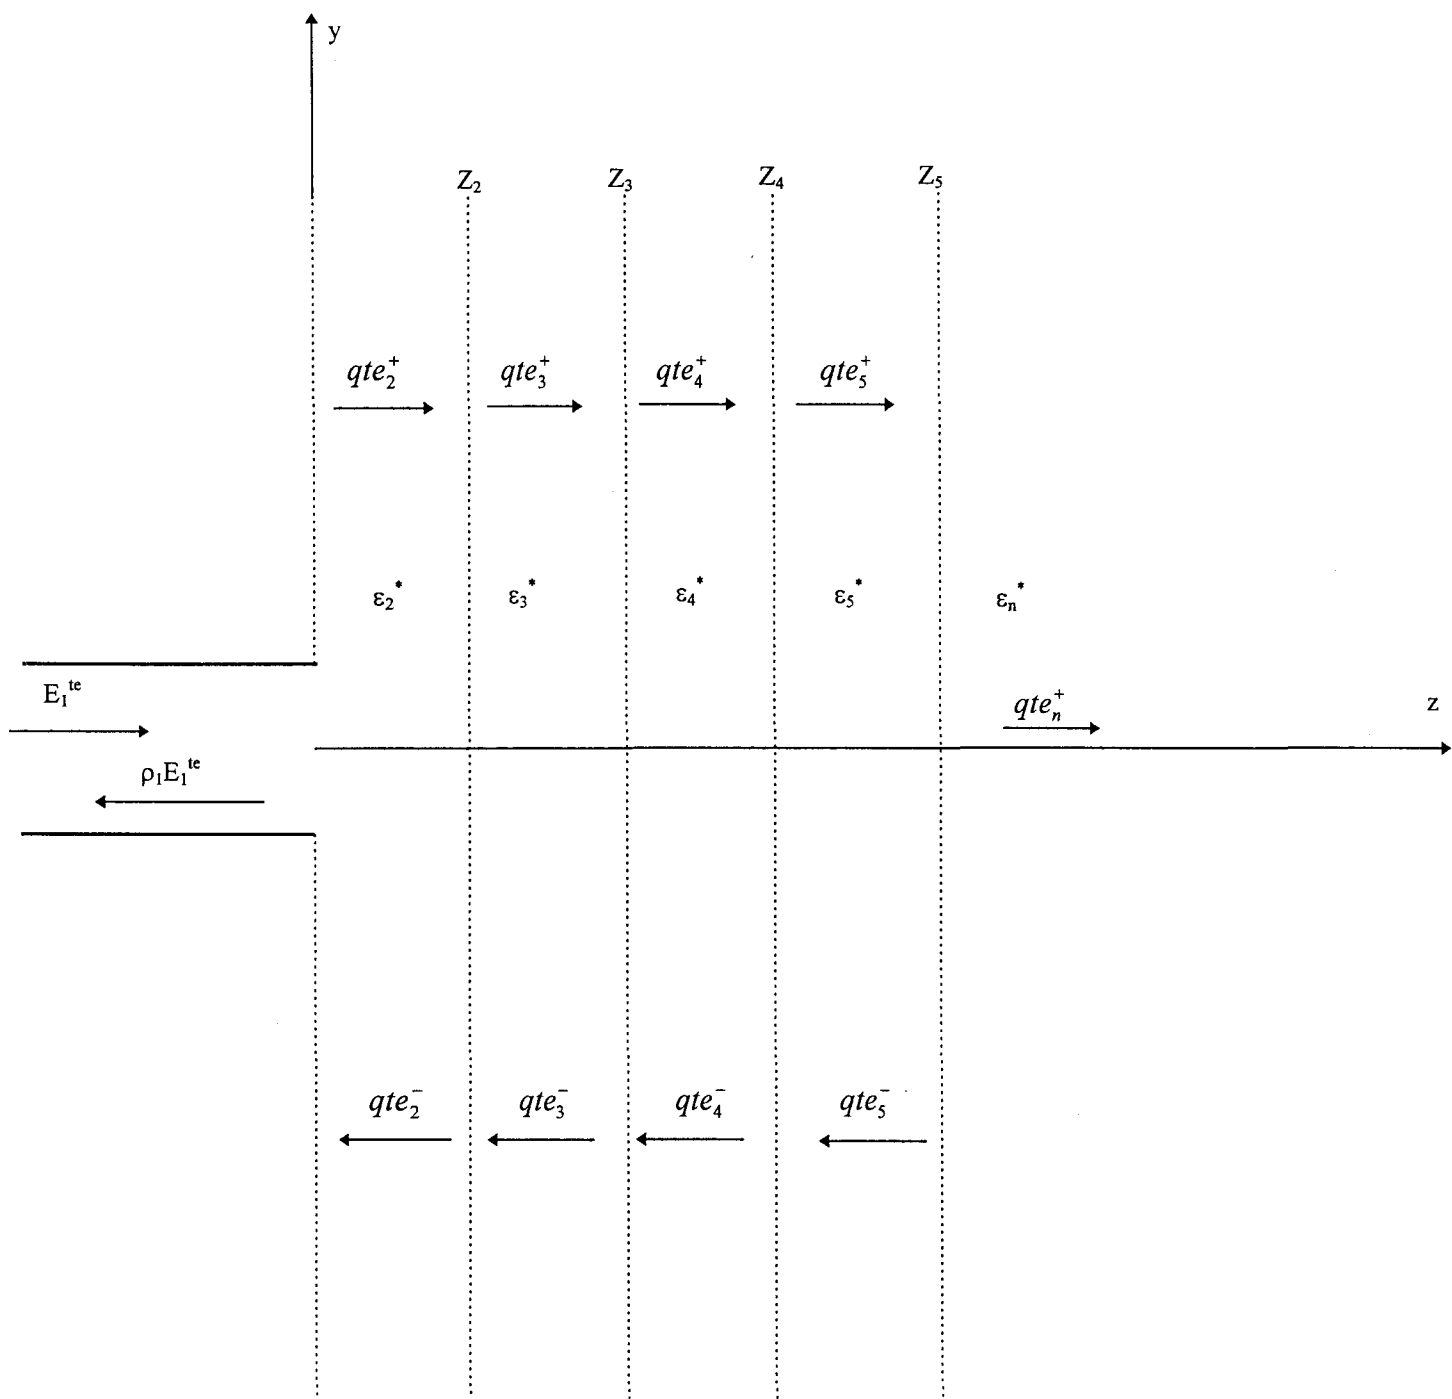 y
Z₂ Z₃ Z₄ Z₅
qte₂⁺ qte₃⁺ qte₄⁺ qte₅⁺
ε₂* ε₃* ε₄* ε₅* εₙ*
E₁ᵗᵉ
qteₙ⁺ z
ρ₁E₁ᵗᵉ
qte₂⁻ qte₃⁻ qte₄⁻ qte₅⁻